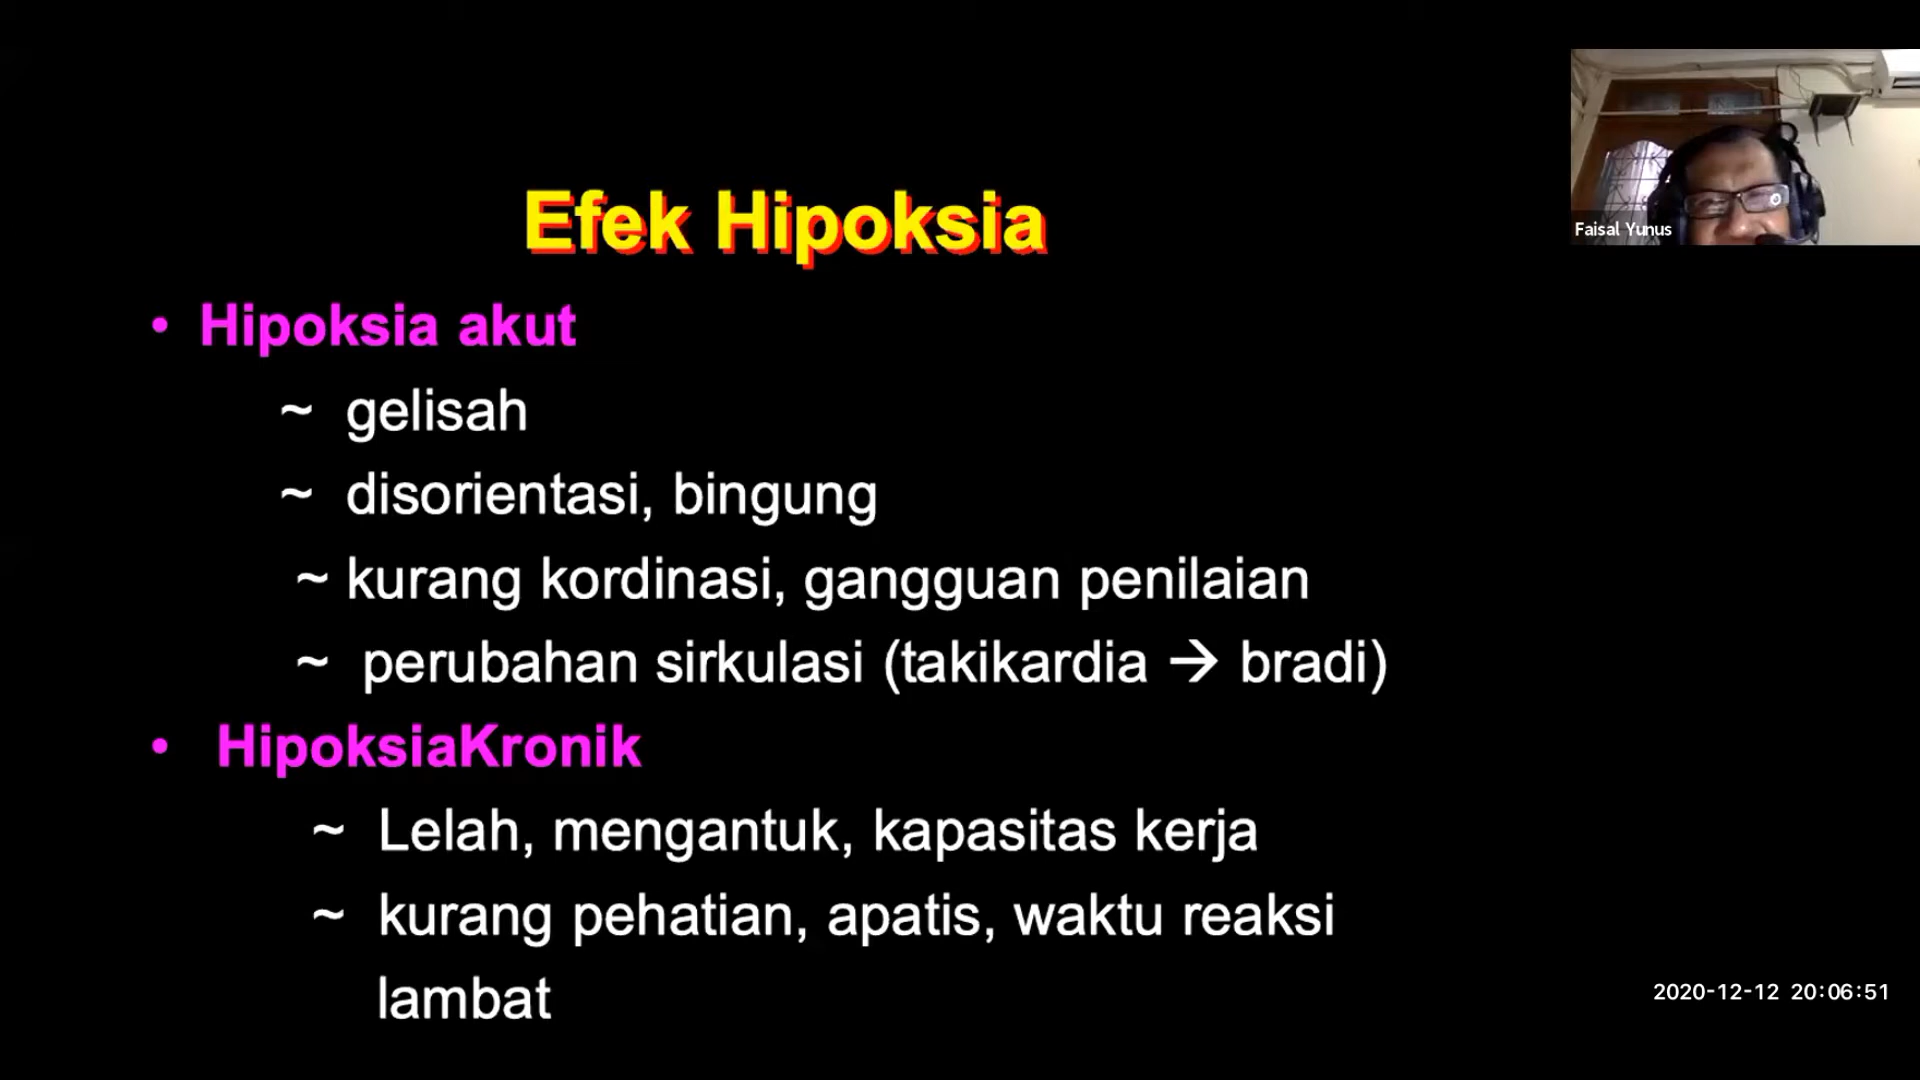 Efek Hipoksia
Faisal Yunus
• Hipoksia akut
~ gelisah
~ disorientasi, bingung
~ kurang kordinasi, gangguan penilaian
~ perubahan sirkulasi (takikardia → bradi)
• HipoksiaKronik
~ Lelah, mengantuk, kapasitas kerja
~ kurang pehatian, apatis, waktu reaksi
lambat
2020-12-12 20:06:51